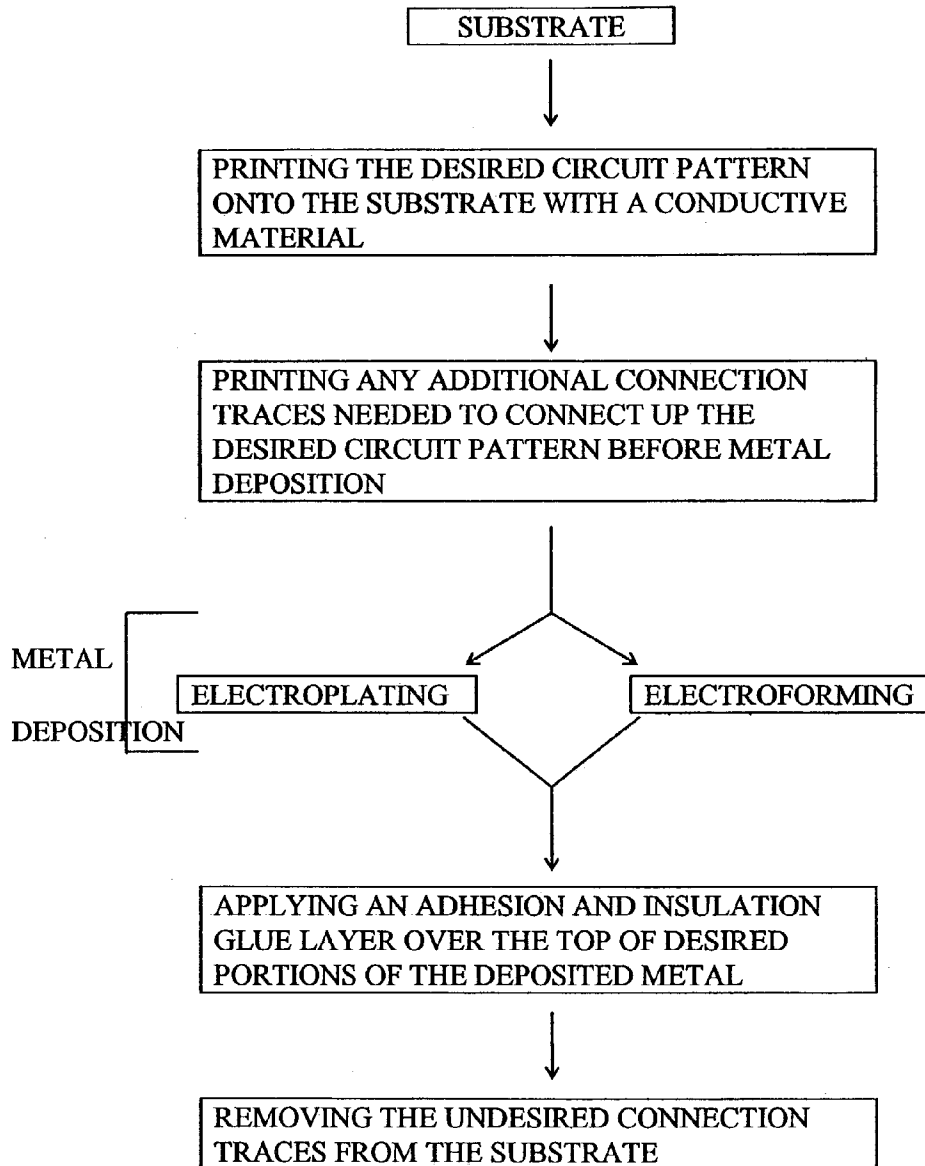 SUBSTRATE
PRINTING THE DESIRED CIRCUIT PATTERN
ONTO THE SUBSTRATE WITH A CONDUCTIVE
MATERIAL
PRINTING ANY ADDITIONAL CONNECTION
TRACES NEEDED TO CONNECT UP THE
DESIRED CIRCUIT PATTERN BEFORE METAL
DEPOSITION
METAL
DEPOSITION
ELECTROPLATING
ELECTROFORMING
APPLYING AN ADHESION AND INSULATION
GLUE LAYER OVER THE TOP OF DESIRED
PORTIONS OF THE DEPOSITED METAL
REMOVING THE UNDESIRED CONNECTION
TRACES FROM THE SUBSTRATE